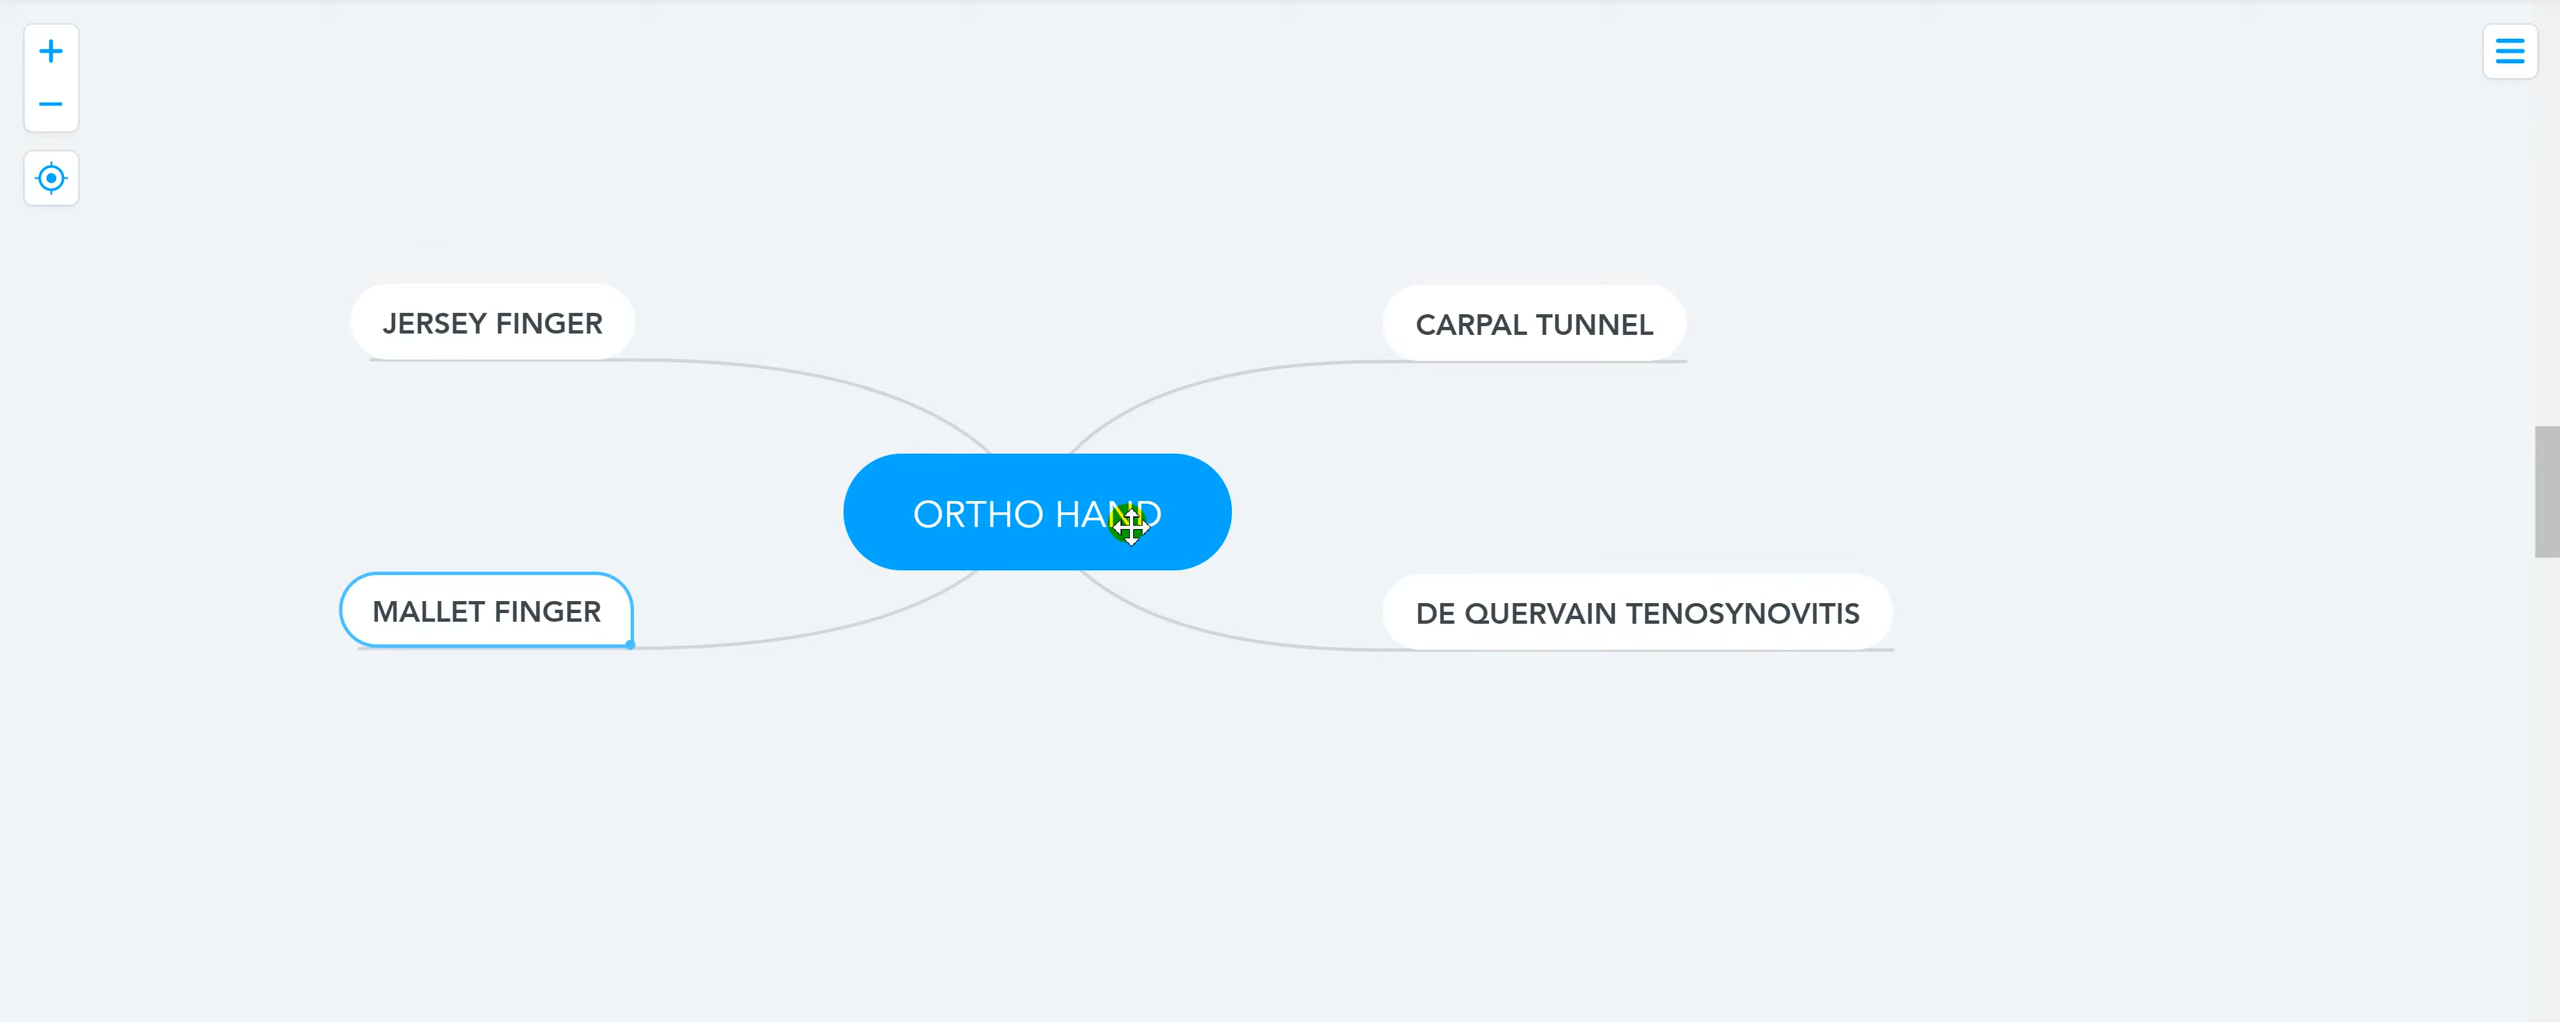 JERSEY FINGER
CARPAL TUNNEL
ORTHO HAND
MALLET FINGER
DE QUERVAIN TENOSYNOVITIS